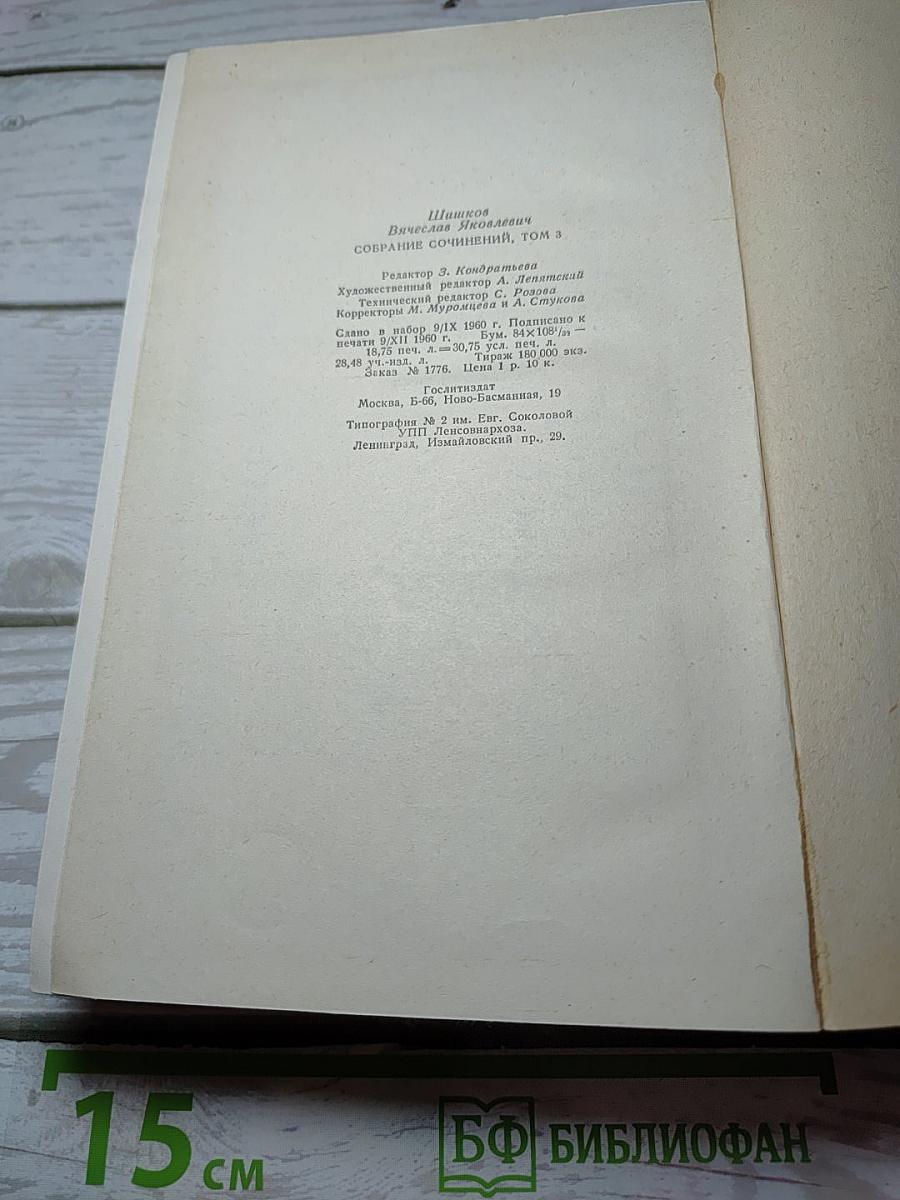 Шишков
Вячеслав Яковлевич
СОБРАНИЕ СОЧИНЕНИЙ, ТОМ 3
Редактор З. Кондратьева
Художественный редактор А. Лепятский
Технический редактор С. Розова
Корректоры М. Муромцева и А. Стукова
Сдано в набор 9/IX 1960 г. Подписано к
печати 9/XII 1960 г. Бум. 84×108¹/₃₂ —
18,75 печ. л.=30,75 усл. печ. л.
28,48 уч.-изд. л. Тираж 180 000 экз.
Заказ № 1776. Цена 1 р. 10 к.
Гослитиздат
Москва, Б-66, Ново-Басманная, 19
Типография № 2 им. Евг. Соколовой
УПП Ленсовнархоза.
Ленинград, Измайловский пр., 29.
15 см
БФ БИБЛИОФАН